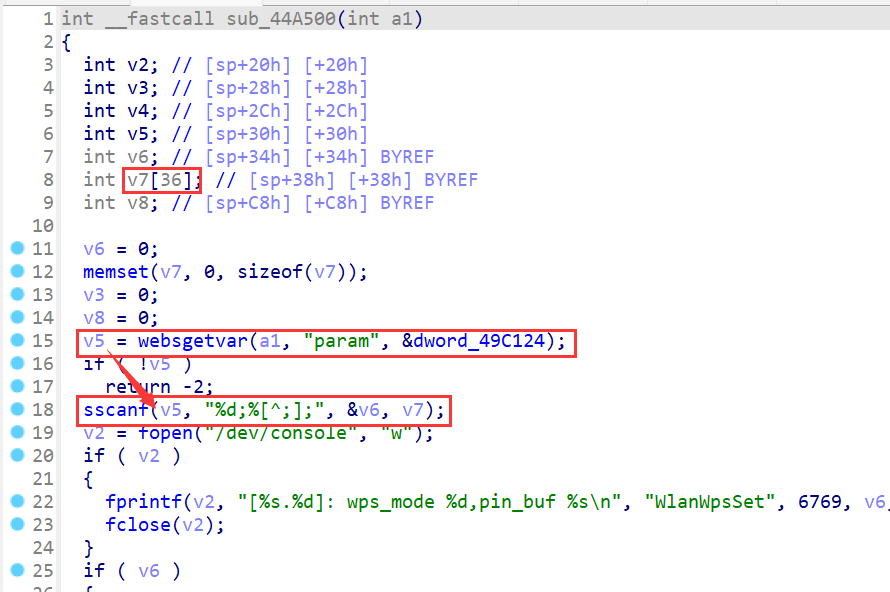 1 int __fastcall sub_44A500(int a1)
2 {
3 int v2; // [sp+20h] [+20h]
4 int v3; // [sp+28h] [+28h]
5 int v4; // [sp+2Ch] [+2Ch]
6 int v5; // [sp+30h] [+30h]
7 int v6; // [sp+34h] [+34h] BYREF
8 int v7[36]; // [sp+38h] [+38h] BYREF
9 int v8; // [sp+C8h] [+C8h] BYREF
10
11 v6 = 0;
12 memset(v7, 0, sizeof(v7));
13 v3 = 0;
14 v8 = 0;
15 v5 = websgetvar(a1, "param", &dword_49C124);
16 if ( !v5 )
17 return -2;
18 sscanf(v5, "%d;%[^;];", &v6, v7);
19 v2 = fopen("/dev/console", "w");
20 if ( v2 )
21 {
22 fprintf(v2, "[%s.%d]: wps_mode %d,pin_buf %s\n", "WlanWpsSet", 6769, v6,
23 fclose(v2);
24 }
25 if ( v6 )